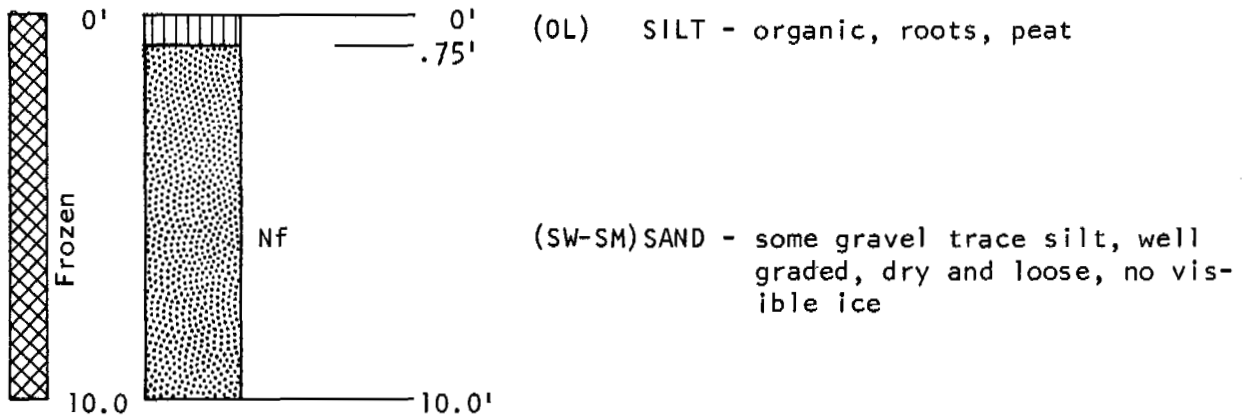 0' 0' (OL) SILT - organic, roots, peat
.75'
Frozen
Nf (SW-SM) SAND - some gravel trace silt, well
graded, dry and loose, no vis-
ible ice
10.0 10.0'